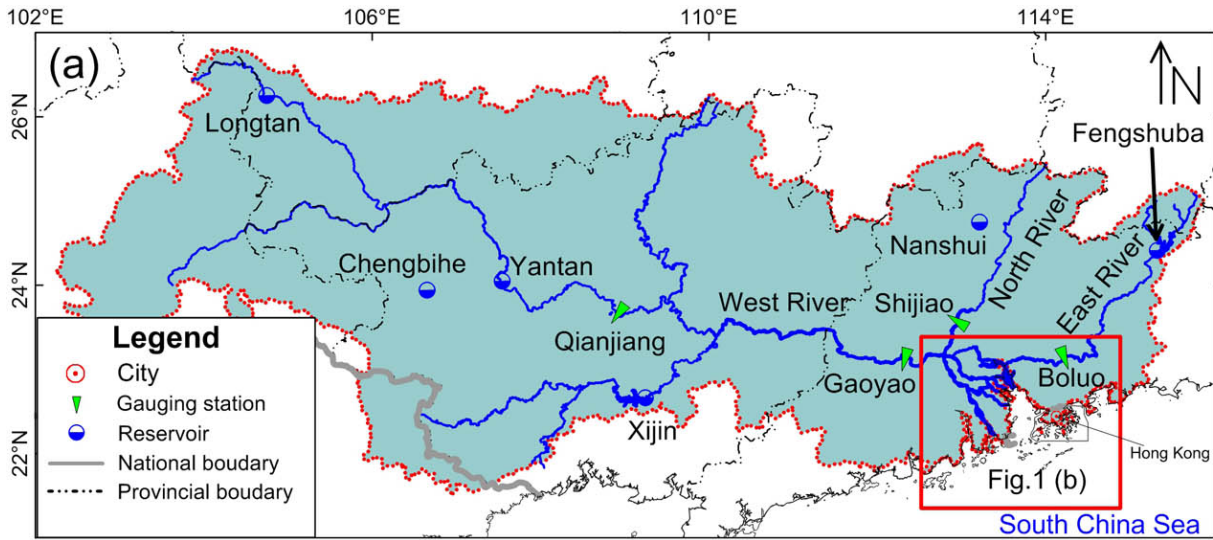 102°E
106°E
110°E
114°E
(a)
N
26°N
Longtan
Fengshuba
Nanshui
North River
East River
24°N
Chengbihe
Yantan
West River
Shijiao
Qianjiang
Gaoyao
Boluo
Xijin
22°N
Hong Kong
Fig.1 (b)
South China Sea
Legend
City
Gauging station
Reservoir
National boudary
Provincial boudary